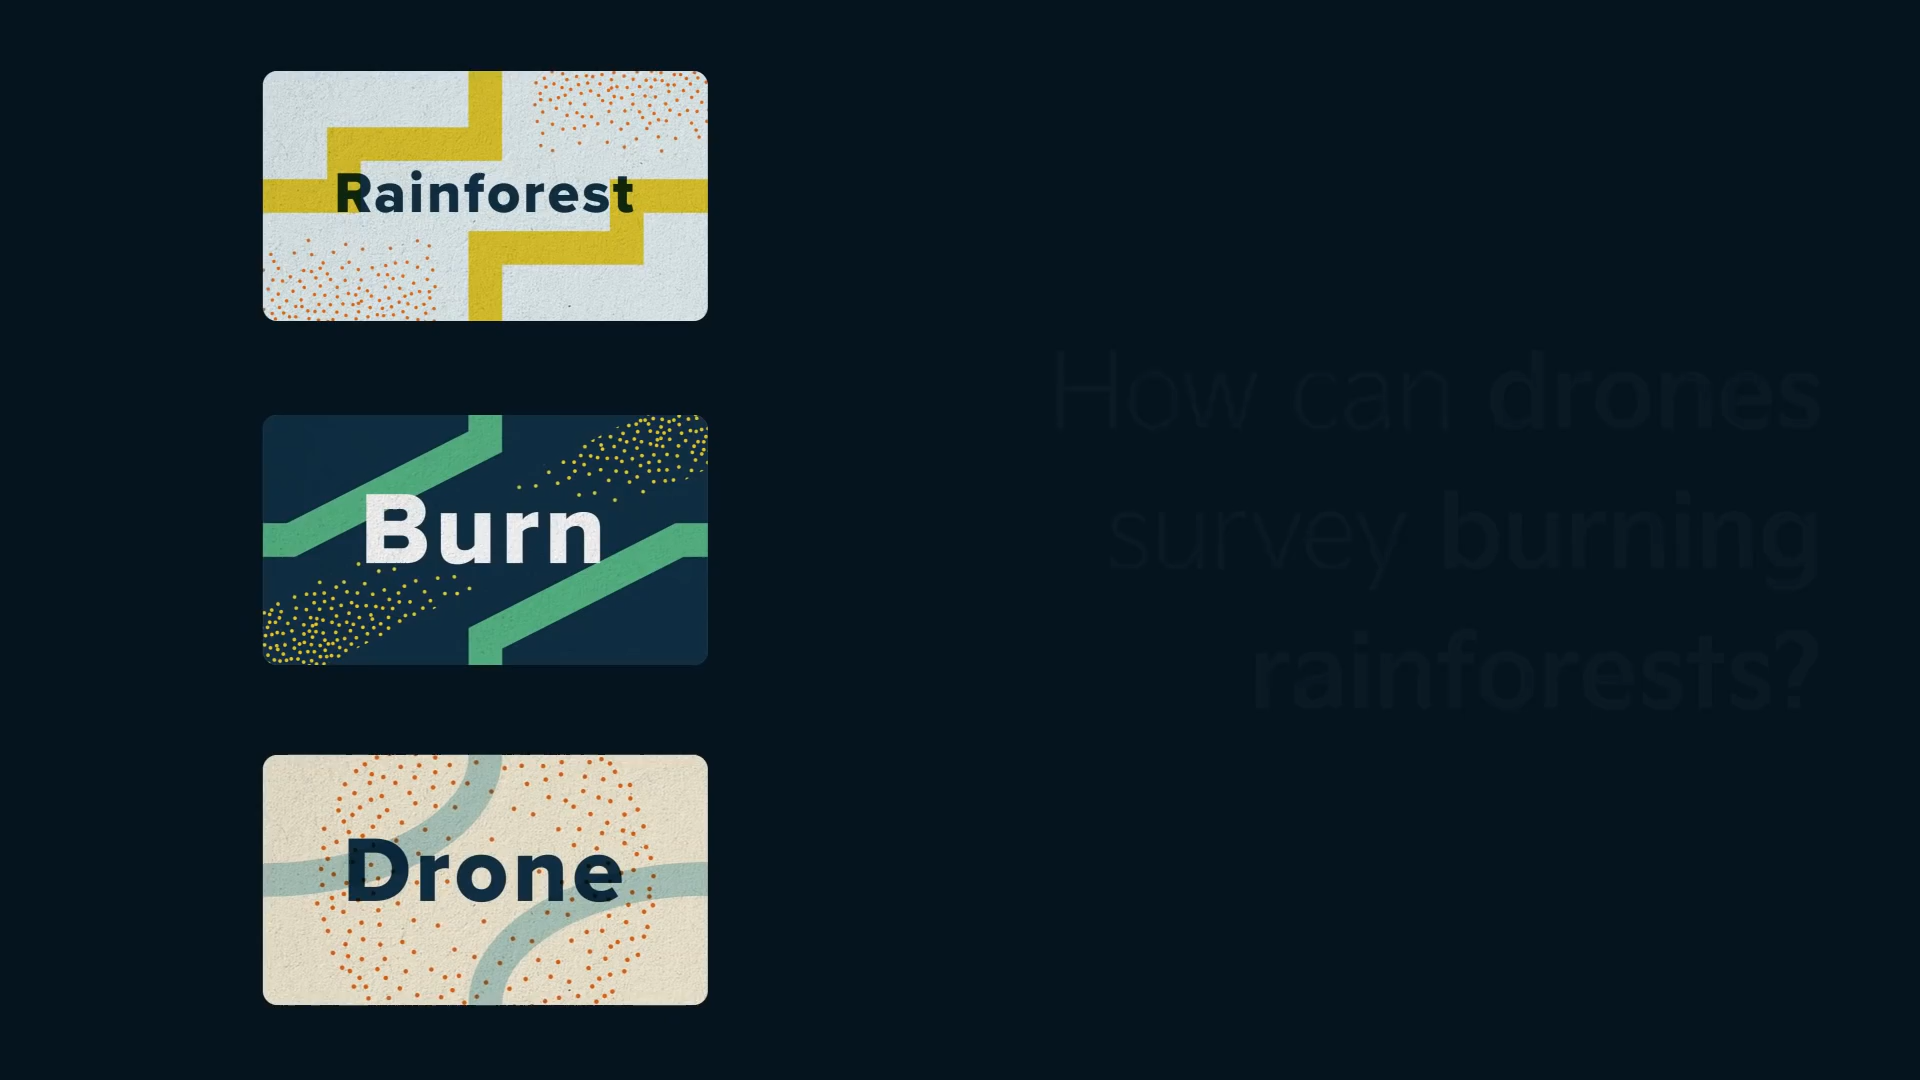 Rainforest
Burn
Drone
How can drones
survey burning
rainforests?